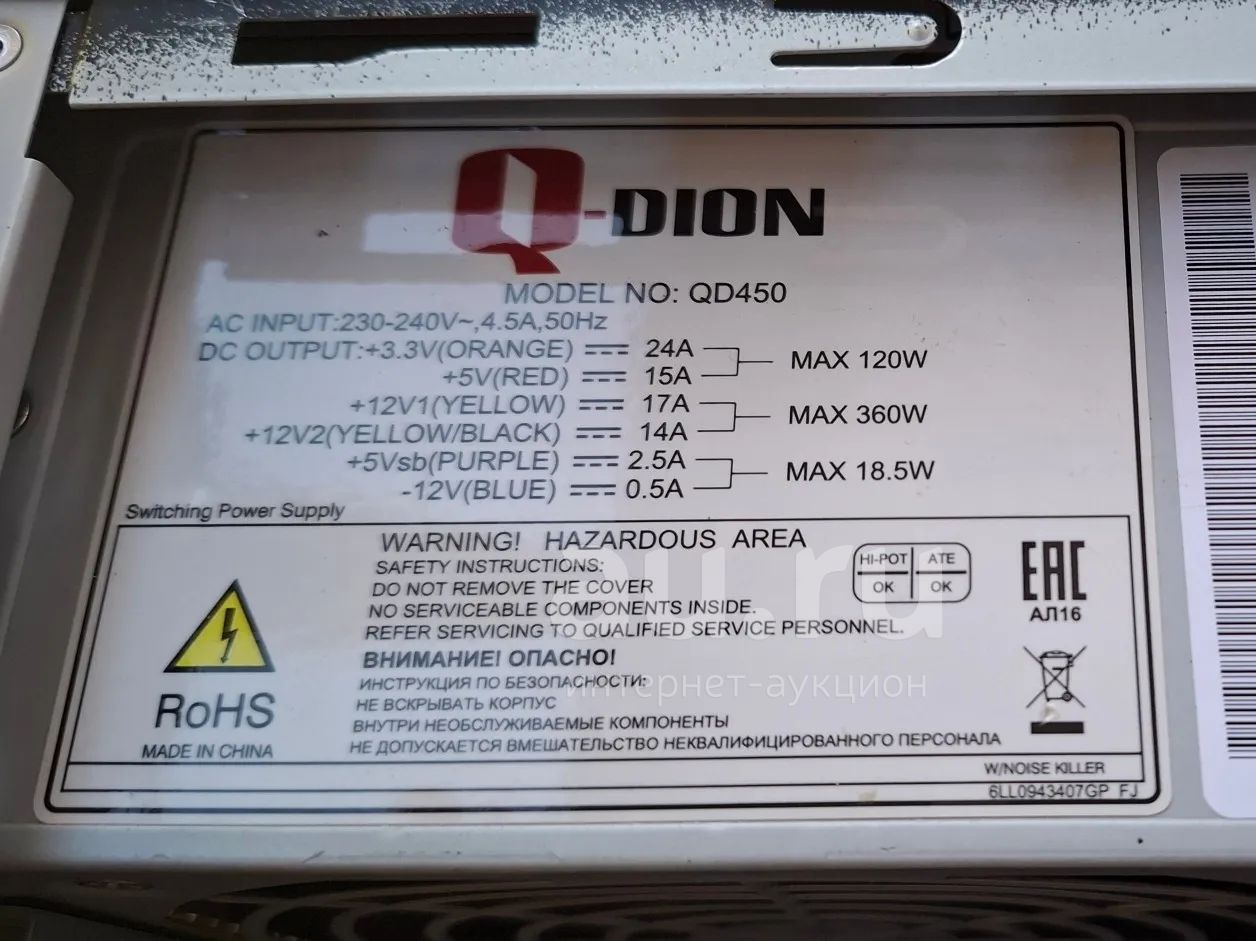 Q-DION
MODEL NO: QD450
AC INPUT:230-240V~,4.5A,50Hz
DC OUTPUT:+3.3V(ORANGE) 24A
+5V(RED) 15A
MAX 120W
+12V1(YELLOW) 17A
+12V2(YELLOW/BLACK) 14A
MAX 360W
+5Vsb(PURPLE) 2.5A
-12V(BLUE) 0.5A
MAX 18.5W
Switching Power Supply
WARNING! HAZARDOUS AREA
SAFETY INSTRUCTIONS:
DO NOT REMOVE THE COVER
NO SERVICEABLE COMPONENTS INSIDE.
REFER SERVICING TO QUALIFIED SERVICE PERSONNEL.
HI-POT ATE
OK OK
EAC
АЛ16
ВНИМАНИЕ! ОПАСНО!
ИНСТРУКЦИЯ ПО БЕЗОПАСНОСТИ:
НЕ ВСКРЫВАТЬ КОРПУС
ВНУТРИ НЕОБСЛУЖИВАЕМЫЕ КОМПОНЕНТЫ
НЕ ДОПУСКАЕТСЯ ВМЕШАТЕЛЬСТВО НЕКВАЛИФИЦИРОВАННОГО ПЕРСОНАЛА
RoHS
MADE IN CHINA
W/NOISE KILLER
6LL0943407GP FJ
au.ru
интернет-аукцион